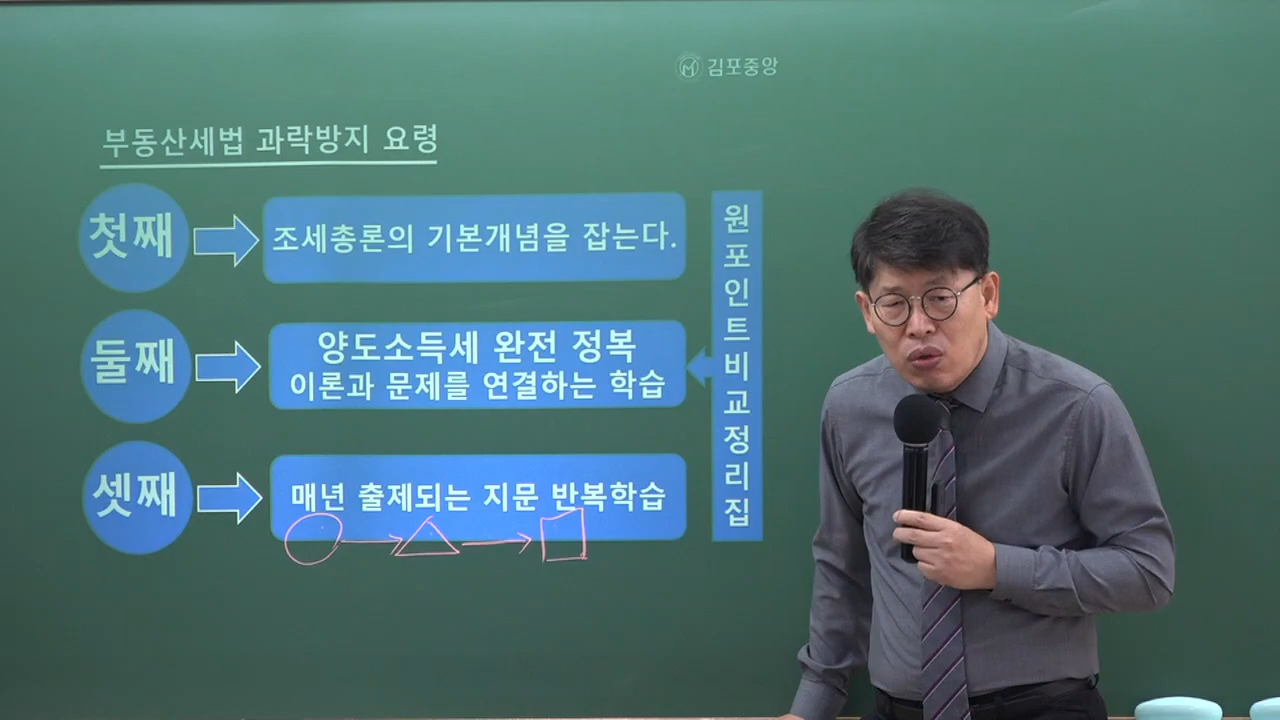 김포중앙
부동산세법 과락방지 요령
첫째
조세총론의 기본개념을 잡는다.
둘째
양도소득세 완전 정복
이론과 문제를 연결하는 학습
셋째
매년 출제되는 지문 반복학습
원포인트비교정리집